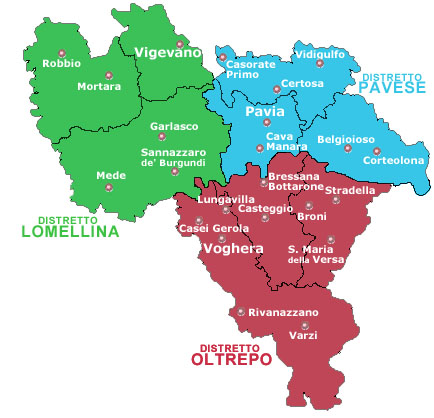 Vigevano
Robbio
Mortara
Casorate
Primo
Vidigulfo
Certosa
DISTRETTO
PAVESE
Pavia
Garlasco
Cava
Manara
Belgioioso
Corteolona
Sannazzaro
de' Burgundi
Mede
Bressana
Bottarone
Stradella
Lungavilla
Casteggio
Broni
DISTRETTO
LOMELLINA
Casei Gerola
Voghera
S. Maria
della Versa
Rivanazzano
Varzi
DISTRETTO
OLTREPO